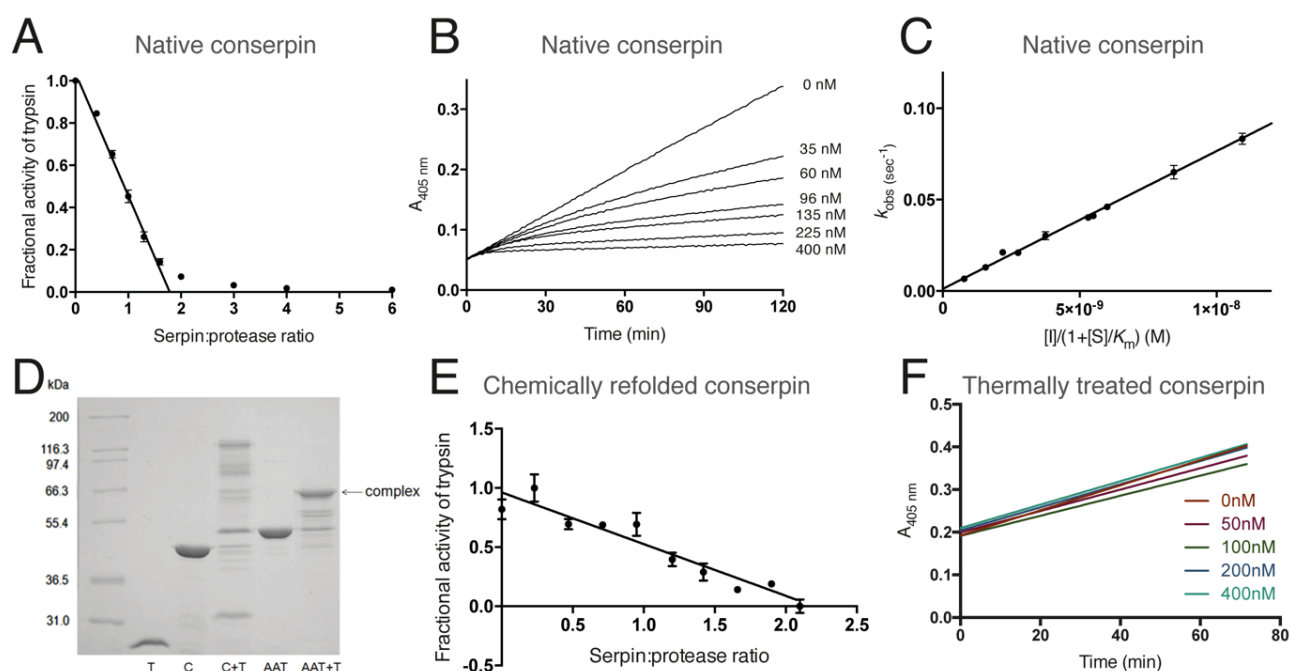 A
Native conserpin
Fractional activity of trypsin
1.0
0.8
0.6
0.4
0.2
0.0
0 1 2 3 4 5 6
Serpin:protease ratio
B
Native conserpin
A405 nm
0.3
0.2
0.1
0.0
0 30 60 90 120
Time (min)
0 nM
35 nM
60 nM
96 nM
135 nM
225 nM
400 nM
C
Native conserpin
kobs (sec-1)
0.10
0.05
0.00
0 5×10-9 1×10-8
[I]/(1+[S]/Km) (M)
D
kDa
200
116.3
97.4
66.3
55.4
36.5
31.0
complex
T C C+T AAT AAT+T
E
Chemically refolded conserpin
Fractional activity of trypsin
1.5
1.0
0.5
0.0
-0.5
0.5 1.0 1.5 2.0 2.5
Serpin:protease ratio
F
Thermally treated conserpin
A405 nm
0.5
0.4
0.3
0.2
0.1
0.0
0 20 40 60 80
Time (min)
0nM
50nM
100nM
200nM
400nM